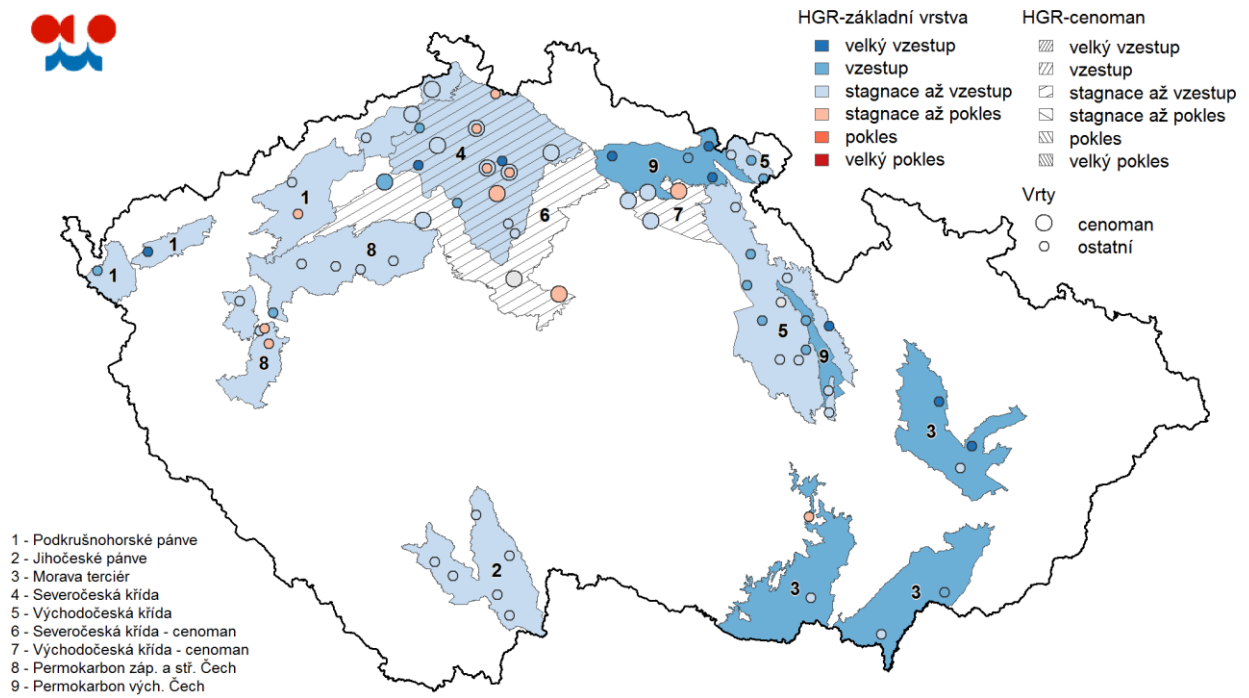 HGR-základní vrstva
velký vzestup
vzestup
stagnace až vzestup
stagnace až pokles
pokles
velký pokles
HGR-cenoman
velký vzestup
vzestup
stagnace až vzestup
stagnace až pokles
pokles
velký pokles
Vrty
cenoman
ostatní
4
9
5
1
6
7
1
8
1
5
8
9
3
2
3
3
1 - Podkrušnohorské pánve
2 - Jihočeské pánve
3 - Morava terciér
4 - Severočeská křída
5 - Východočeská křída
6 - Severočeská křída - cenoman
7 - Východočeská křída - cenoman
8 - Permokarbon záp. a stř. Čech
9 - Permokarbon vých. Čech